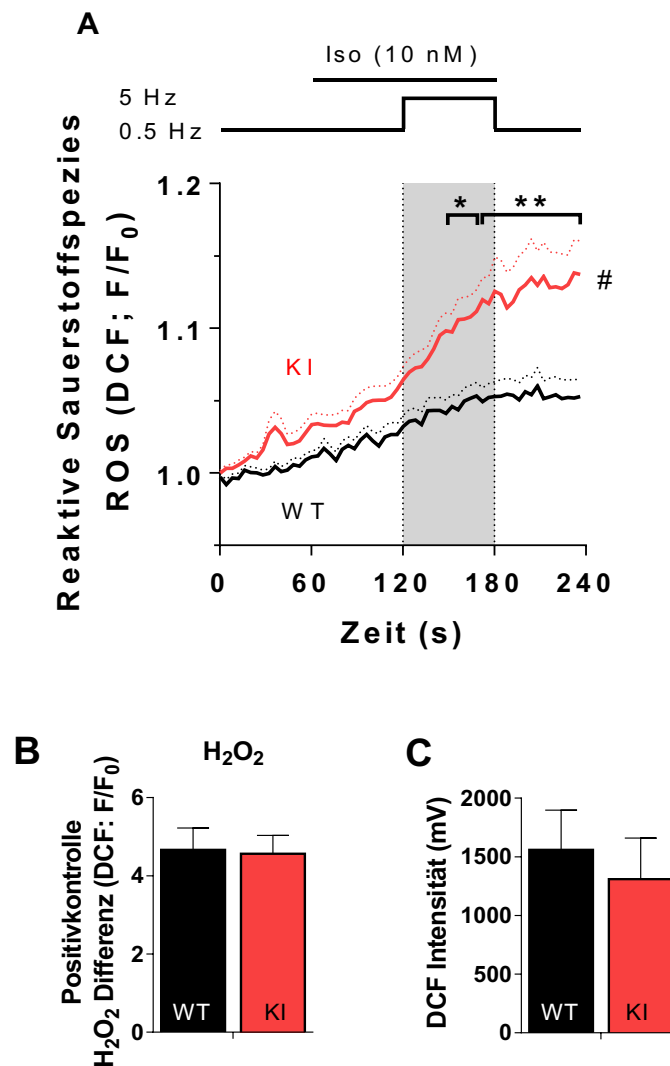 A
Iso (10 nM)
5 Hz
0.5 Hz
Reaktive Sauerstoffspezies
ROS (DCF; F/F₀)
1.2
1.1
1.0
* **
#
KI
WT
0 60 120 180 240
Zeit (s)
B
H₂O₂
Positivkontrolle
H₂O₂ Differenz (DCF: F/F₀)
6
4
2
0
WT KI
C
DCF Intensität (mV)
2000
1500
1000
500
0
WT KI